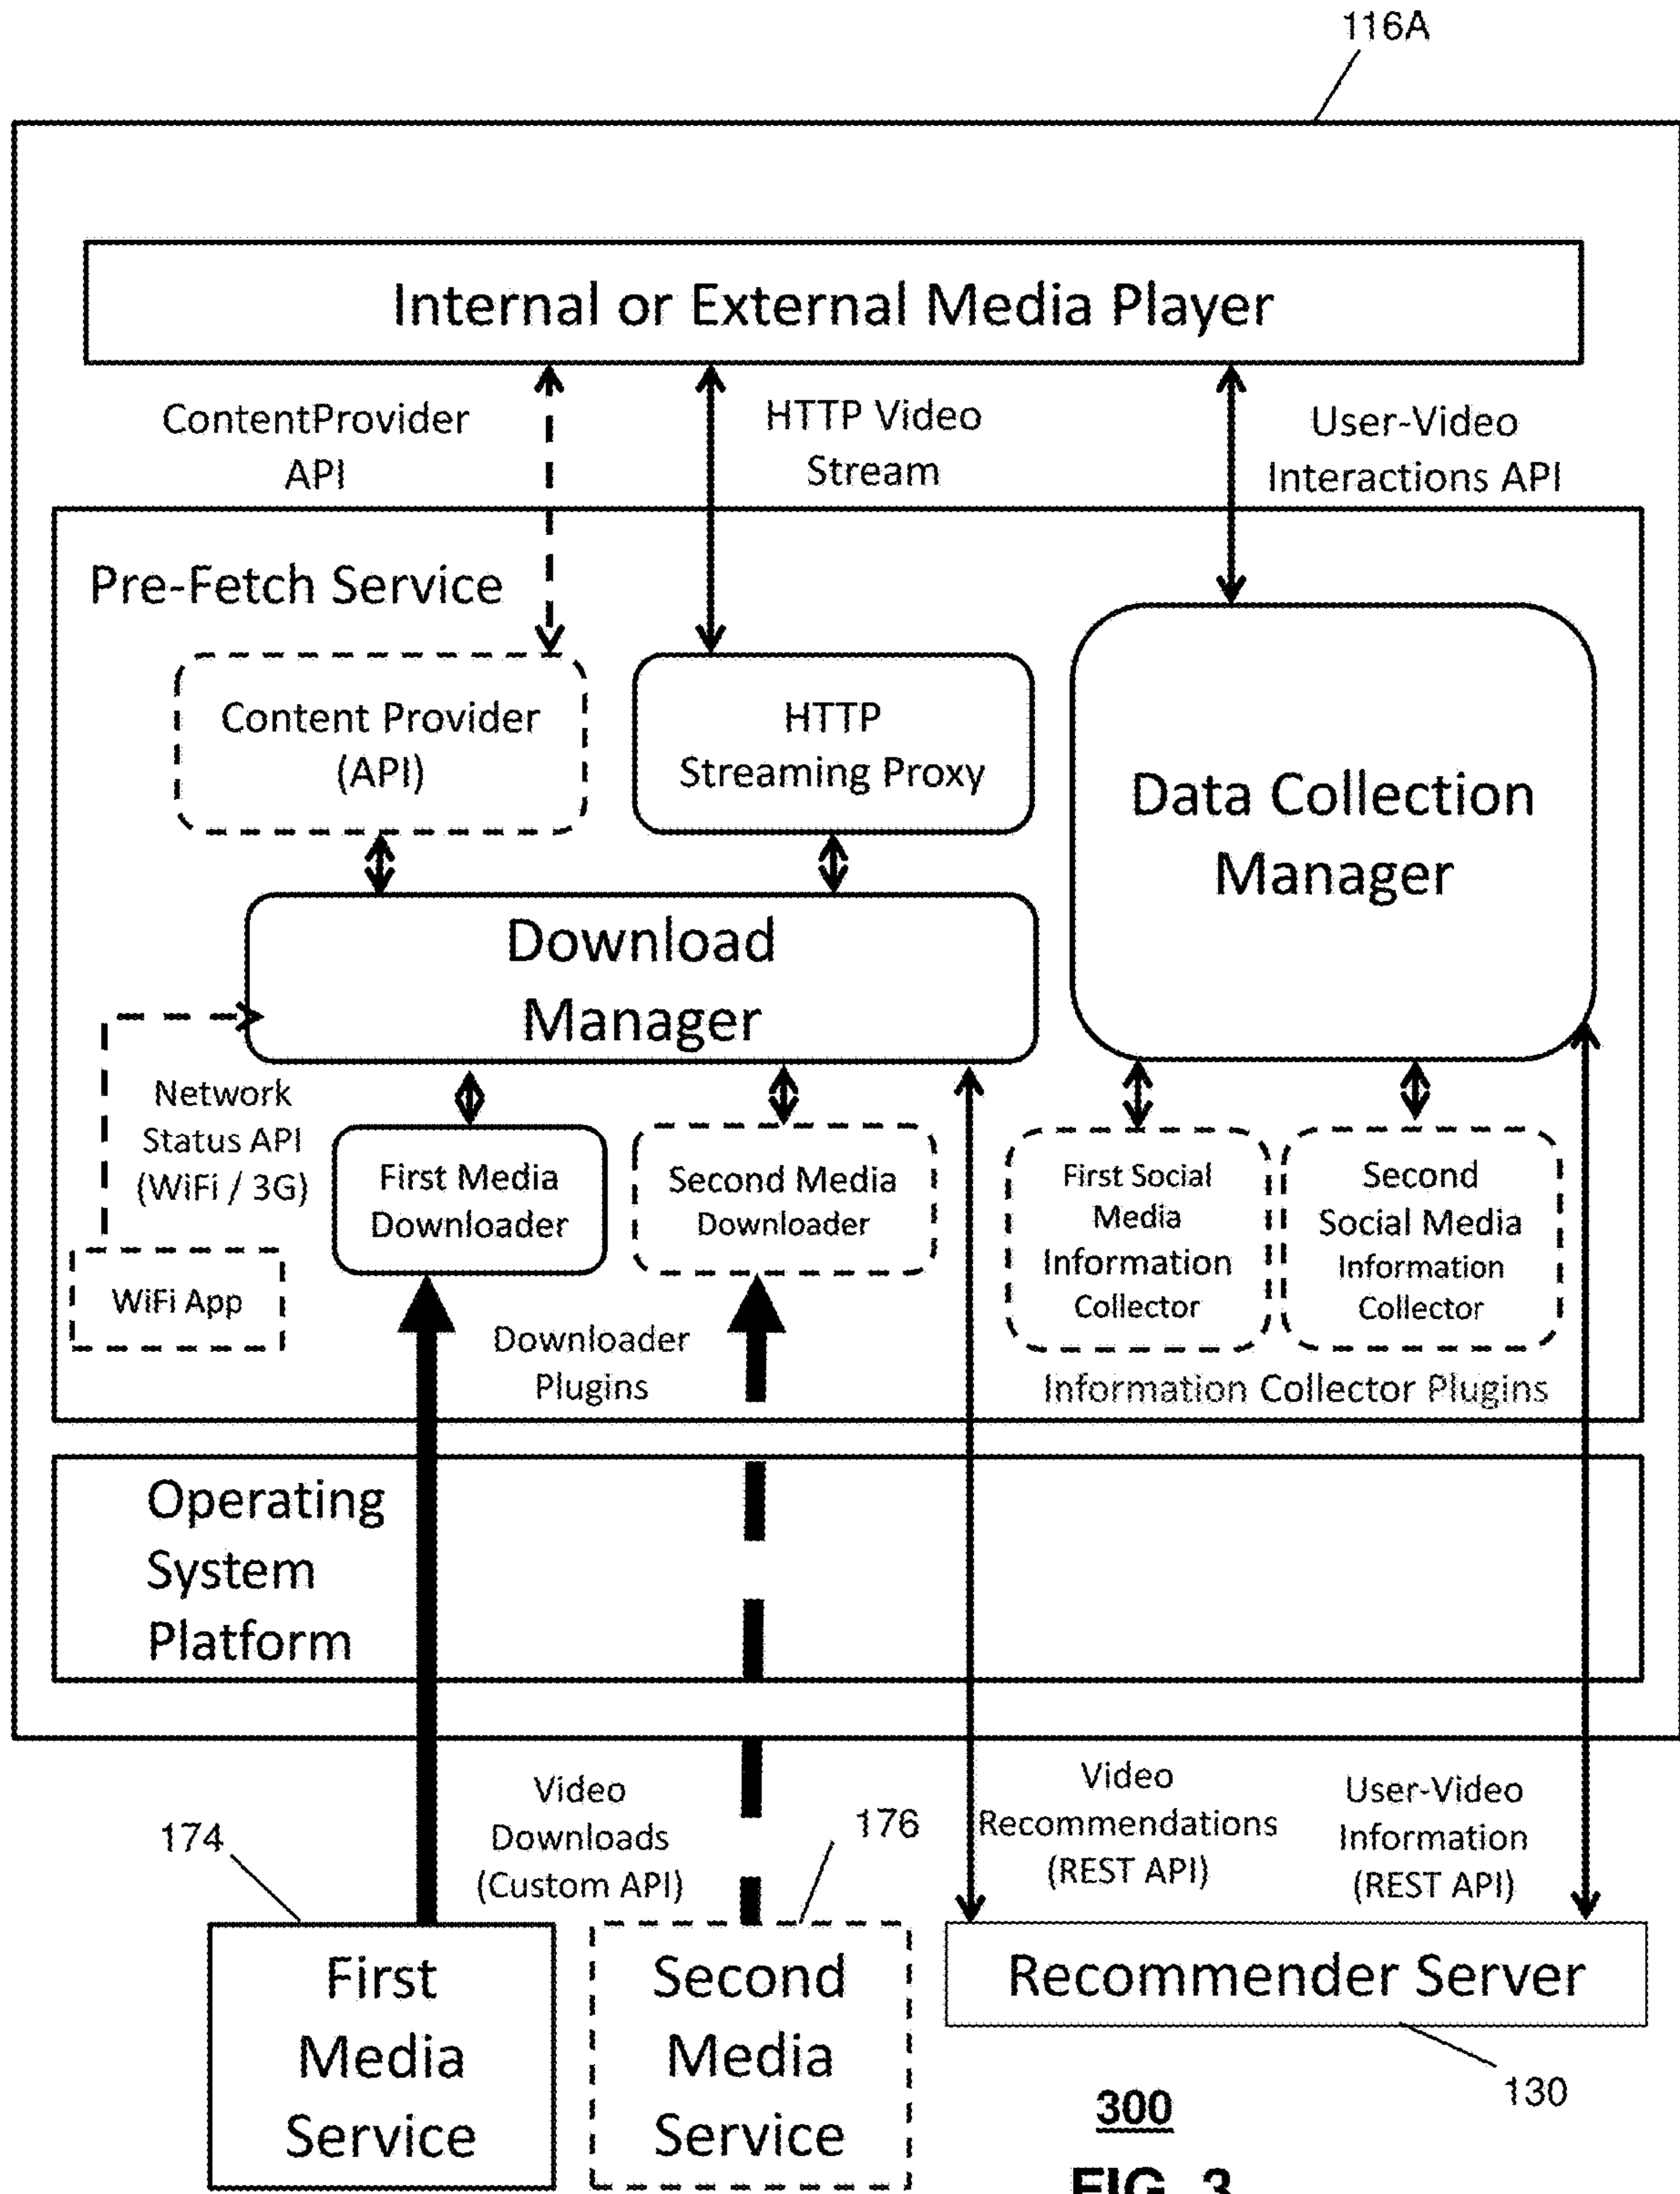 116A
Internal or External Media Player
ContentProvider
API
HTTP Video
Stream
User-Video
Interactions API
Pre-Fetch Service
Content Provider
(API)
HTTP
Streaming Proxy
Data Collection
Manager
Download
Manager
Network
Status API
(WiFi / 3G)
WiFi App
First Media
Downloader
Second Media
Downloader
First Social
Media
Information
Collector
Second
Social Media
Information
Collector
Downloader
Plugins
Information Collector Plugins
Operating
System
Platform
Video
Downloads
(Custom API)
Video
Recommendations
(REST API)
User-Video
Information
(REST API)
174
176
First
Media
Service
Second
Media
Service
Recommender Server
130
300
FIG. 3